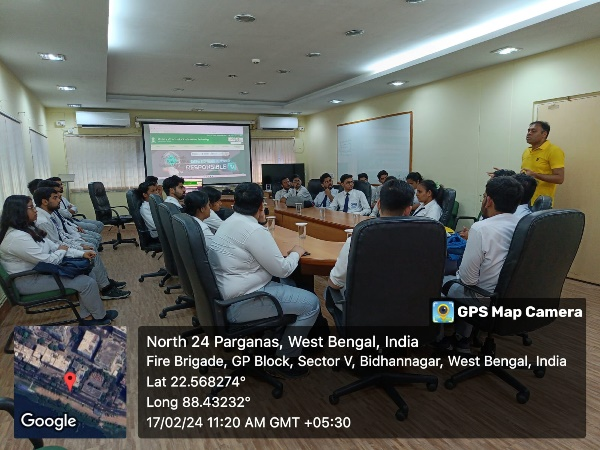 RESPONSIBLE
GPS Map Camera
North 24 Parganas, West Bengal, India
Fire Brigade, GP Block, Sector V, Bidhannagar, West Bengal, India
Lat 22.568274°
Long 88.43232°
17/02/24 11:20 AM GMT +05:30
Google